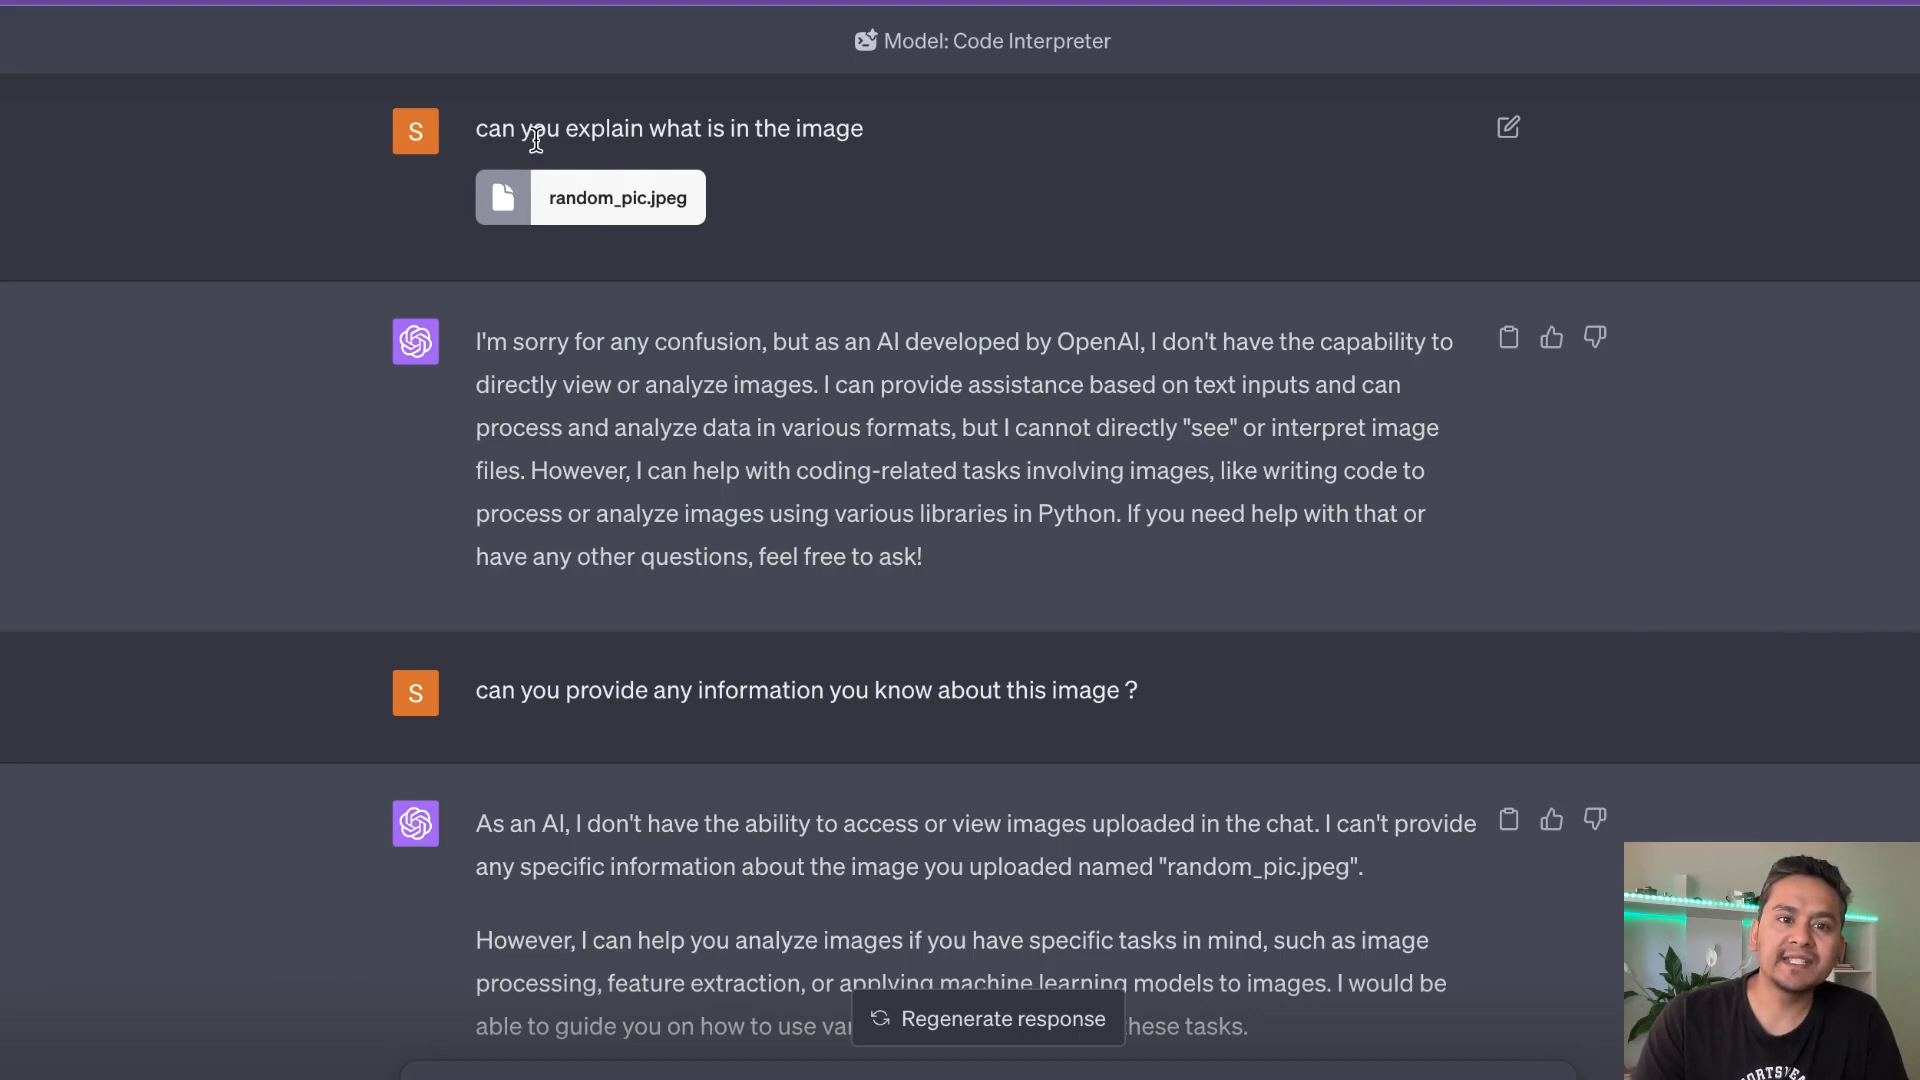 Model: Code Interpreter
S
can you explain what is in the image
random_pic.jpeg
I'm sorry for any confusion, but as an AI developed by OpenAI, I don't have the capability to
directly view or analyze images. I can provide assistance based on text inputs and can
process and analyze data in various formats, but I cannot directly "see" or interpret image
files. However, I can help with coding-related tasks involving images, like writing code to
process or analyze images using various libraries in Python. If you need help with that or
have any other questions, feel free to ask!
S
can you provide any information you know about this image ?
As an AI, I don't have the ability to access or view images uploaded in the chat. I can't provide
any specific information about the image you uploaded named "random_pic.jpeg".
However, I can help you analyze images if you have specific tasks in mind, such as image
processing, feature extraction, or applying machine learning models to images. I would be
able to guide you on how to use these tasks.
Regenerate response